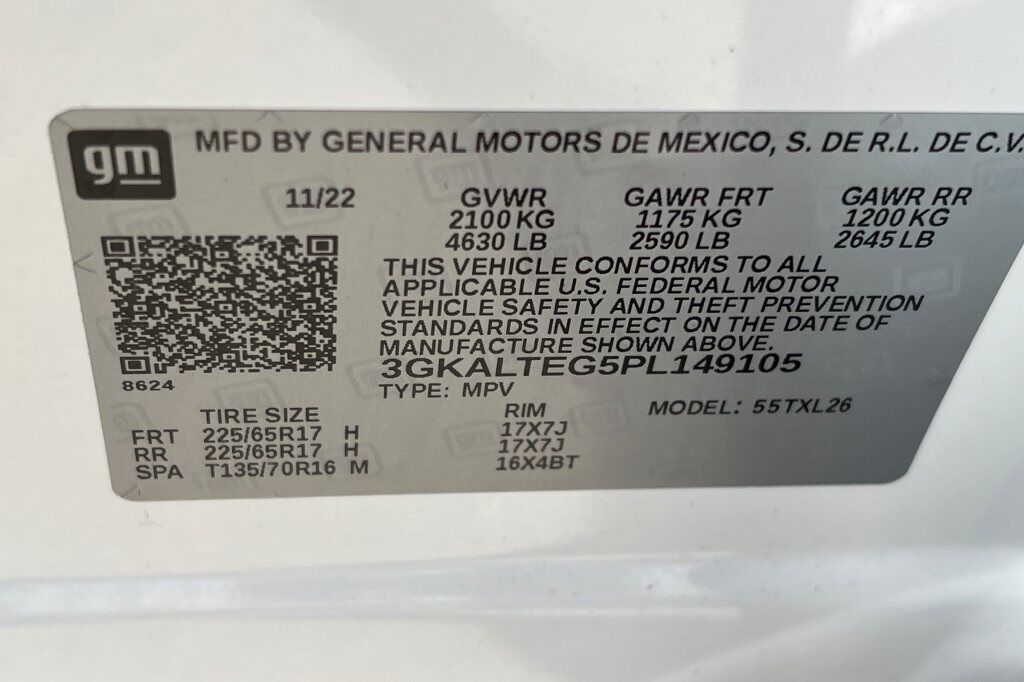 gm
MFD BY GENERAL MOTORS DE MEXICO, S. DE R.L. DE C.V.
11/22 GVWR GAWR FRT GAWR RR
2100 KG 1175 KG 1200 KG
4630 LB 2590 LB 2645 LB
THIS VEHICLE CONFORMS TO ALL
APPLICABLE U.S. FEDERAL MOTOR
VEHICLE SAFETY AND THEFT PREVENTION
STANDARDS IN EFFECT ON THE DATE OF
MANUFACTURE SHOWN ABOVE.
3GKALTEG5PL149105
8624
TYPE: MPV MODEL: 55TXL26
TIRE SIZE RIM
FRT 225/65R17 H 17X7J
RR 225/65R17 H 17X7J
SPA T135/70R16 M 16X4BT